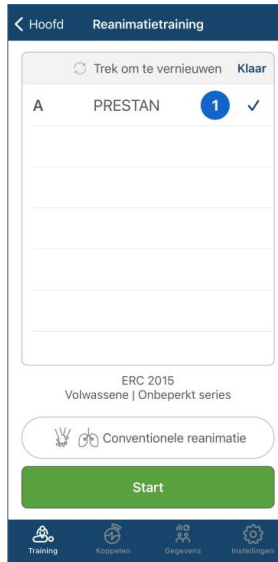 Hoofd Reanimatietraining
Trek om te vernieuwen Klaar
A PRESTAN 1
ERC 2015
Volwassene | Onbeperkt series
Conventionele reanimatie
Start
Training Koppelen Gegevens Instellingen